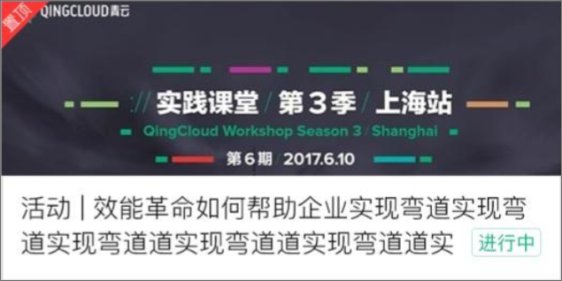 置顶
QINGCLOUD青云
:// 实践课堂 / 第3季 / 上海站
QingCloud Workshop Season 3 / Shanghai
第6期 / 2017.6.10
活动 | 效能革命如何帮助企业实现弯道实现弯
道实现弯道道实现弯道道实现弯道道实
进行中